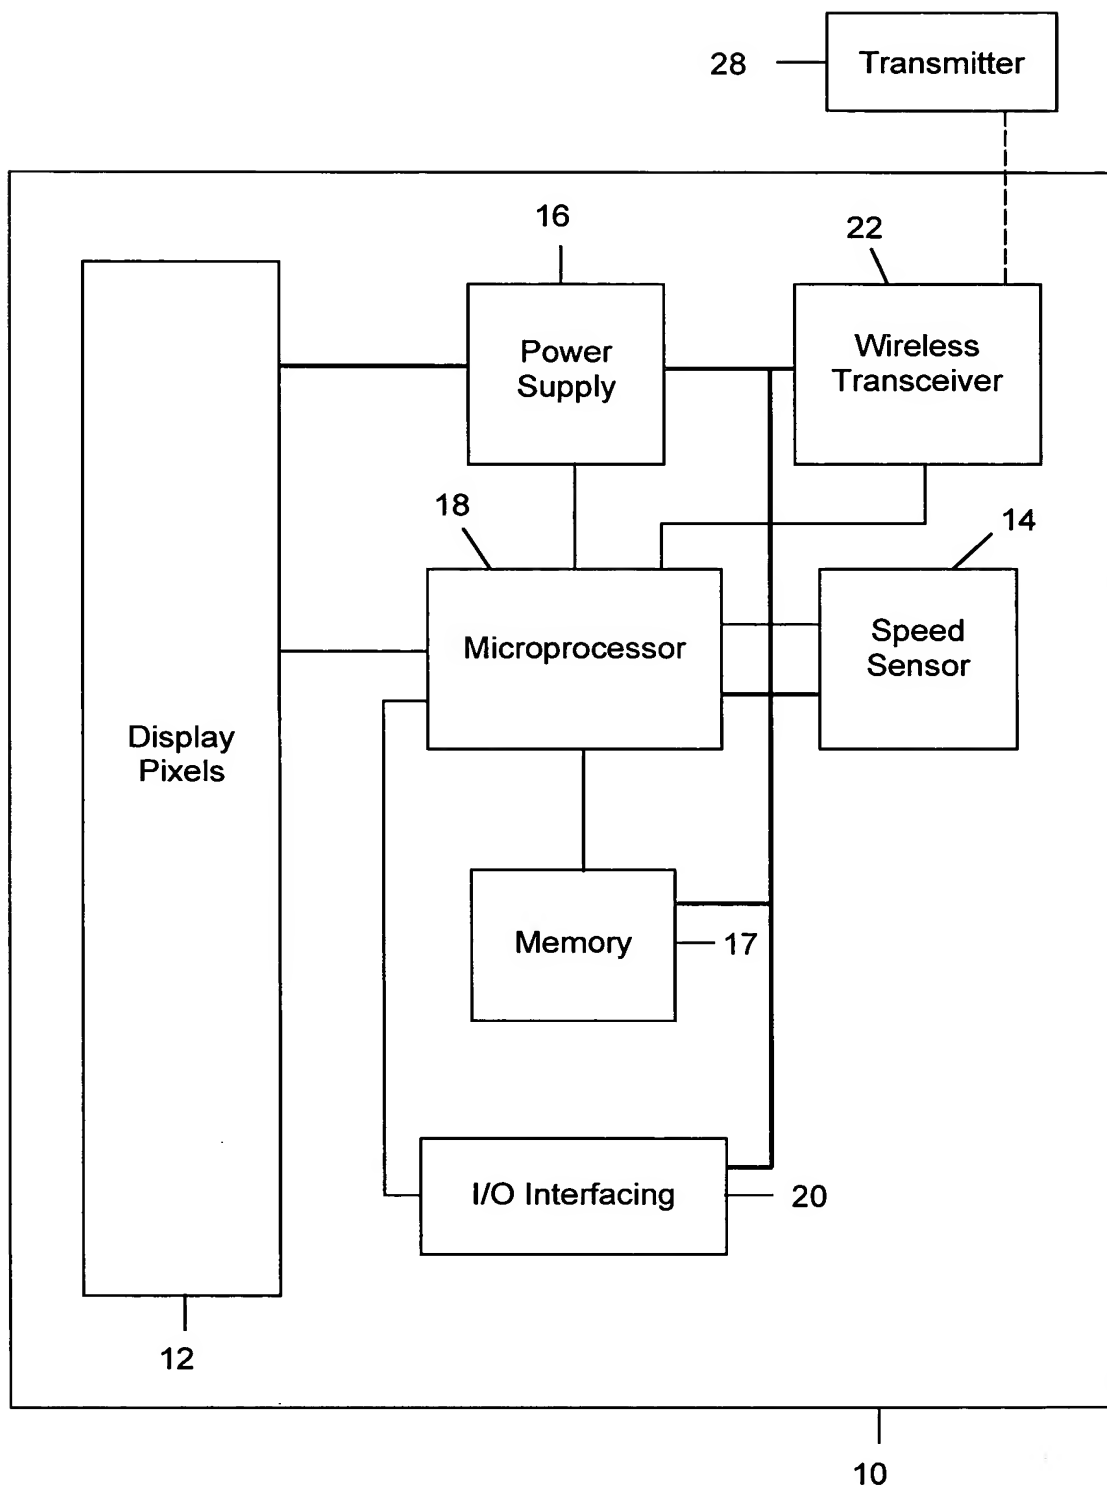 28
Transmitter
16
22
Power
Supply
Wireless
Transceiver
18
14
Microprocessor
Speed
Sensor
Display
Pixels
Memory
17
I/O Interfacing
20
12
10